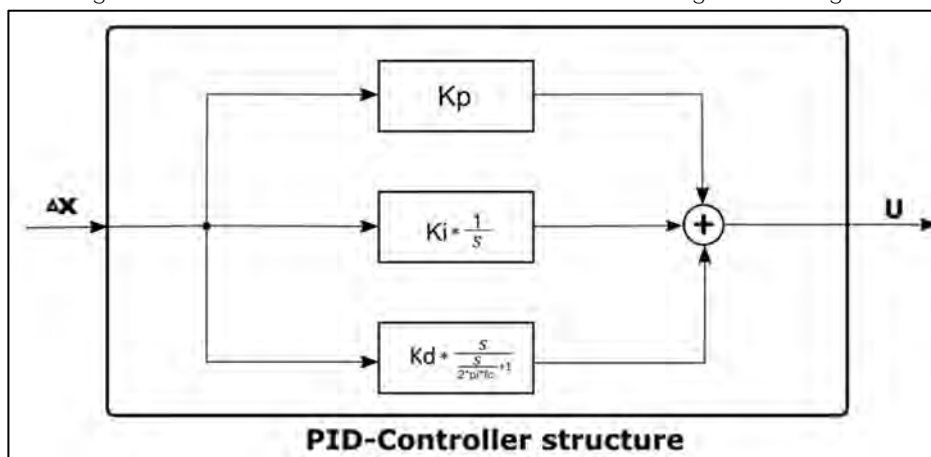 Kp
ΔX
Ki * 1/s
U
Kd * s/(s/(2*pi*fc)+1)
PID-Controller structure